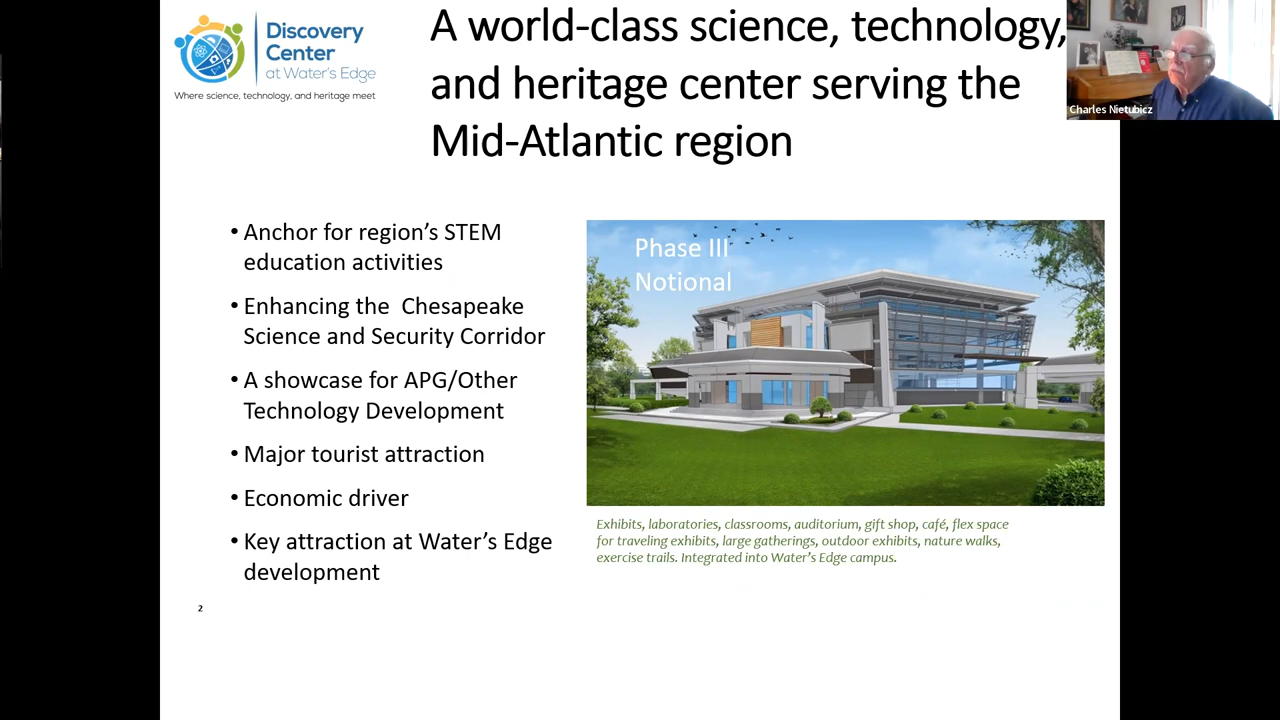 Discovery
Center
at Water's Edge
Where science, technology, and heritage meet
A world-class science, technology,
and heritage center serving the
Mid-Atlantic region
Charles Nietubicz
• Anchor for region's STEM
education activities
• Enhancing the  Chesapeake
Science and Security Corridor
• A showcase for APG/Other
Technology Development
• Major tourist attraction
• Economic driver
• Key attraction at Water's Edge
development
Phase III
Notional
Exhibits, laboratories, classrooms, auditorium, gift shop, café, flex space
for traveling exhibits, large gatherings, outdoor exhibits, nature walks,
exercise trails. Integrated into Water's Edge campus.
2